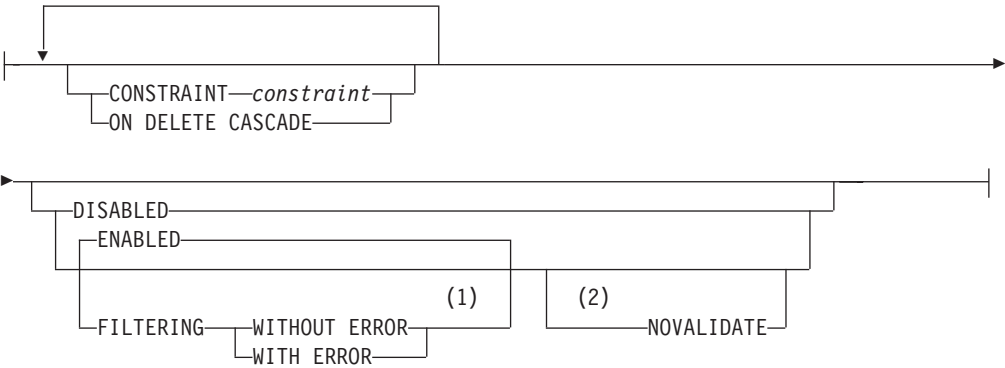 CONSTRAINT constraint
ON DELETE CASCADE
DISABLED
ENABLED
(1) (2)
FILTERING WITHOUT ERROR NOVALIDATE
WITH ERROR